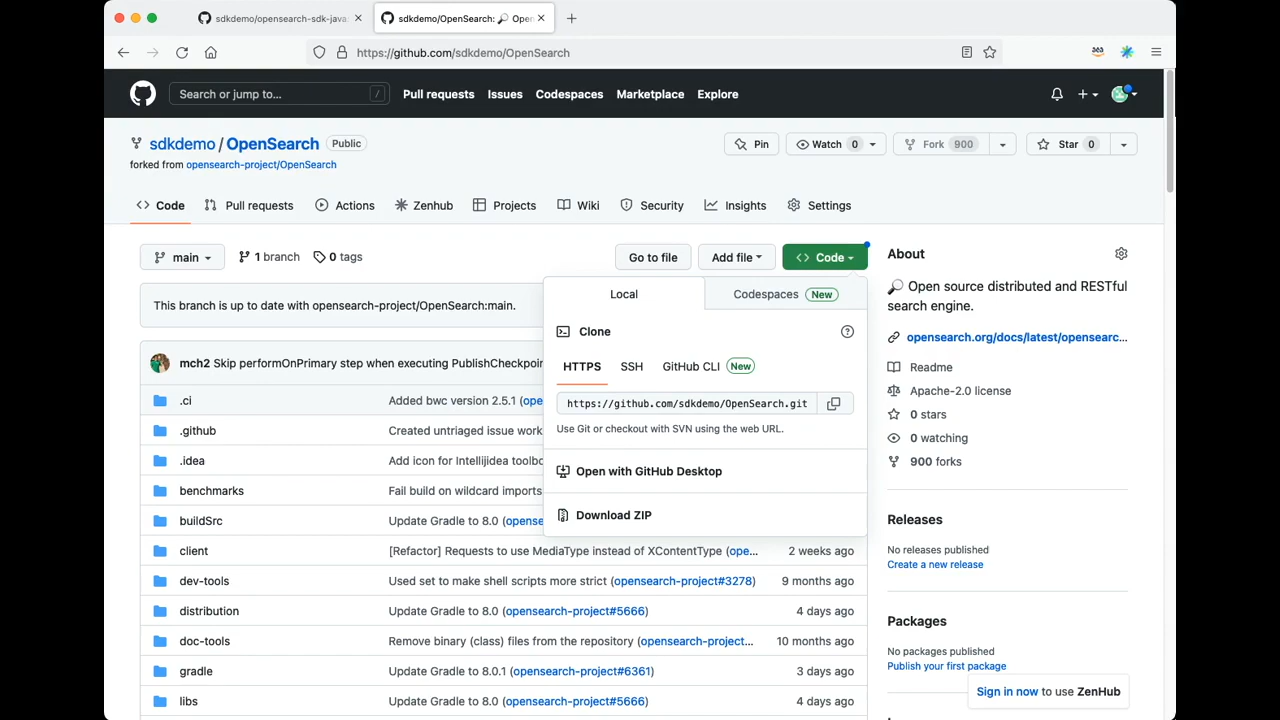 sdkdemo/opensearch-sdk-java:
sdkdemo/OpenSearch: 🔎 Open
https://github.com/sdkdemo/OpenSearch
Search or jump to...
/
Pull requests
Issues
Codespaces
Marketplace
Explore
sdkdemo / OpenSearch Public
Pin
Watch 0
Fork 900
Star 0
forked from opensearch-project/OpenSearch
Code
Pull requests
Actions
Zenhub
Projects
Wiki
Security
Insights
Settings
main
1 branch
0 tags
Go to file
Add file
Code
This branch is up to date with opensearch-project/OpenSearch:main.
mch2 Skip performOnPrimary step when executing PublishCheckpoin
.ci Added bwc version 2.5.1 (ope
.github Created untriaged issue work
.idea Add icon for Intellijidea toolbo
benchmarks Fail build on wildcard imports
buildSrc Update Gradle to 8.0 (opense
client [Refactor] Requests to use MediaType instead of XContentType (ope... 2 weeks ago
dev-tools Used set to make shell scripts more strict (opensearch-project#3278) 9 months ago
distribution Update Gradle to 8.0 (opensearch-project#5666) 4 days ago
doc-tools Remove binary (class) files from the repository (opensearch-project... 10 months ago
gradle Update Gradle to 8.0.1 (opensearch-project#6361) 3 days ago
libs Update Gradle to 8.0 (opensearch-project#5666) 4 days ago
Local
Codespaces New
Clone
HTTPS
SSH
GitHub CLI New
https://github.com/sdkdemo/OpenSearch.git
Use Git or checkout with SVN using the web URL.
Open with GitHub Desktop
Download ZIP
About
🔎 Open source distributed and RESTful
search engine.
opensearch.org/docs/latest/opensearc...
Readme
Apache-2.0 license
0 stars
0 watching
900 forks
Releases
No releases published
Create a new release
Packages
No packages published
Publish your first package
Sign in now to use ZenHub